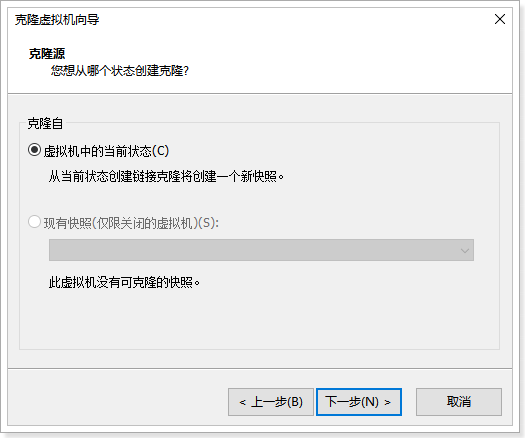 克隆虚拟机向导
克隆源
您想从哪个状态创建克隆?
克隆自
虚拟机中的当前状态(C)
从当前状态创建链接克隆将创建一个新快照。
现有快照(仅限关闭的虚拟机)(S):
此虚拟机没有可克隆的快照。
< 上一步(B) 下一步(N) > 取消